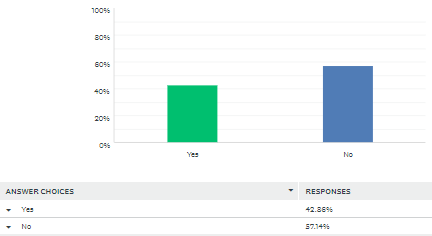 100%
80%
60%
40%
20%
0%
Yes No
ANSWER CHOICES RESPONSES
Yes 42.86%
No 57.14%